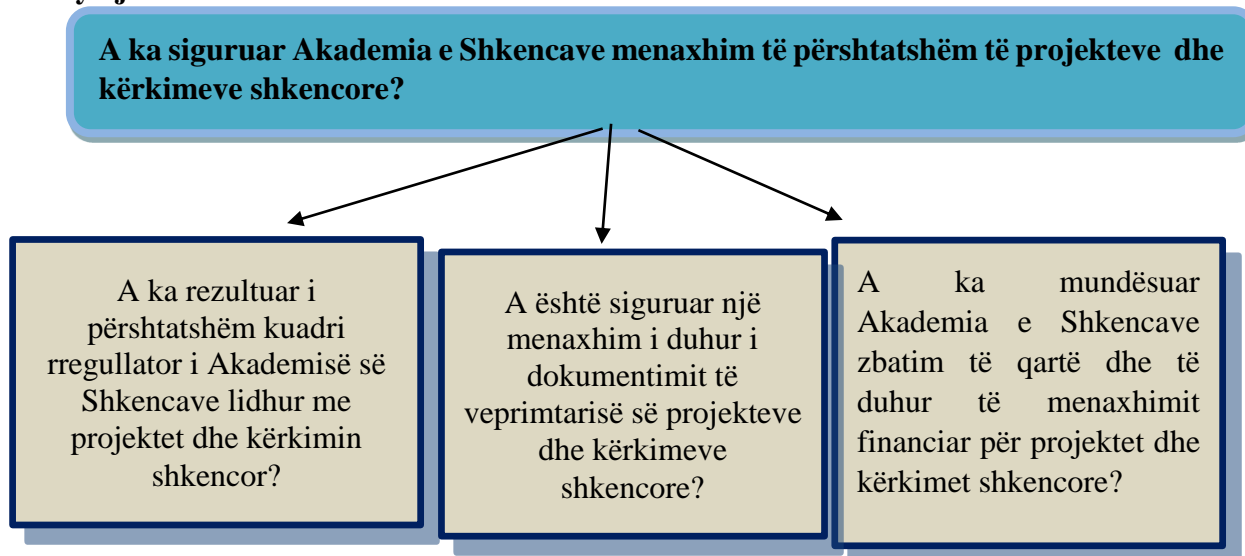 A ka siguruar Akademia e Shkencave menaxhim të përshtatshëm të projekteve dhe
kërkimeve shkencore?
A ka rezultuar i
përshtatshëm kuadri
rregullator i Akademisë së
Shkencave lidhur me
projektet dhe kërkimin
shkencor?
A është siguruar një
menaxhim i duhur i
dokumentimit të
veprimtarisë së projekteve
dhe kërkimeve
shkencore?
A ka mundësuar
Akademia e Shkencave
zbatim të qartë dhe të
duhur të menaxhimit
financiar për projektet dhe
kërkimet shkencore?